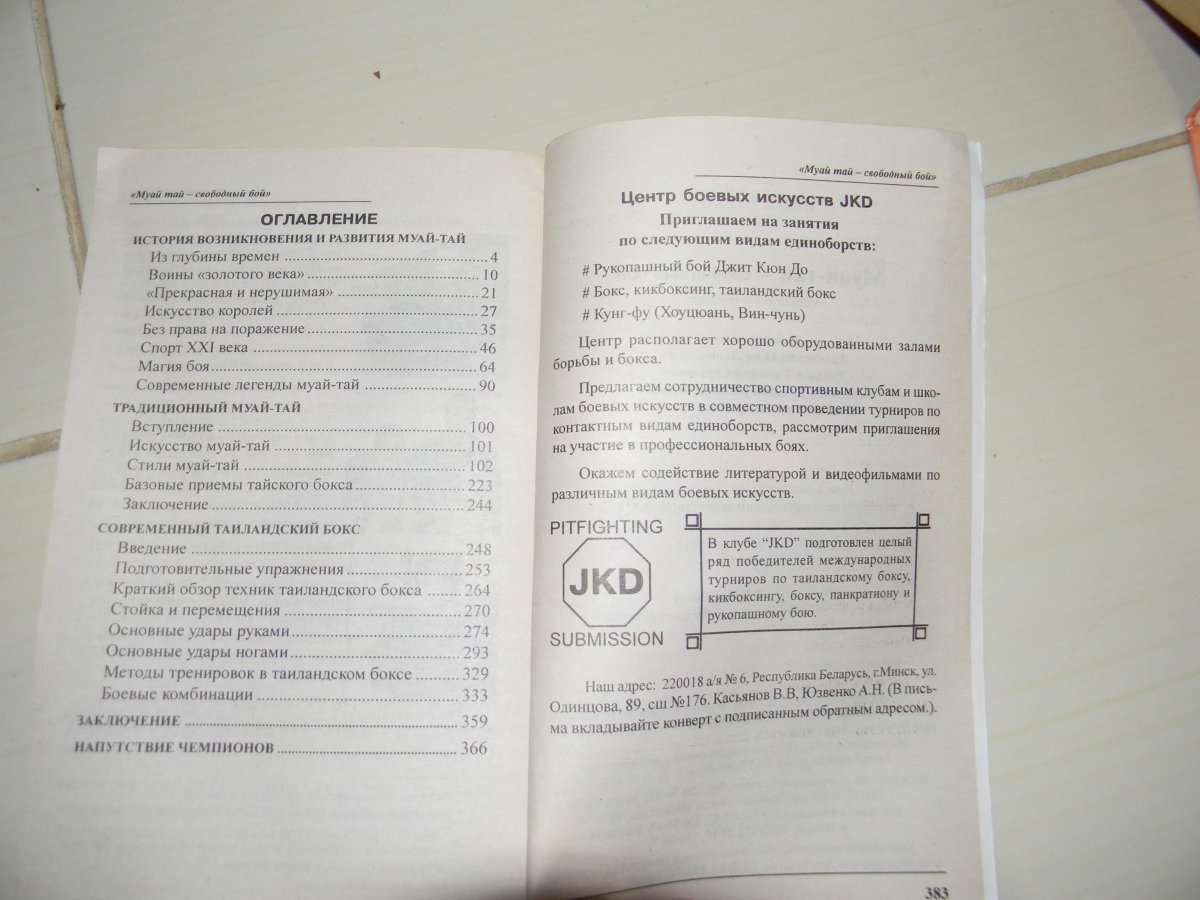 «Муай тай – свободный бой»
ОГЛАВЛЕНИЕ
ИСТОРИЯ ВОЗНИКНОВЕНИЯ И РАЗВИТИЯ МУАЙ-ТАЙ
Из глубины времен ........ 4
Воины «золотого века» ........ 10
«Прекрасная и нерушимая» ........ 21
Искусство королей ........ 27
Без права на поражение ........ 35
Спорт XXI века ........ 46
Магия боя ........ 64
Современные легенды муай-тай ........ 90
ТРАДИЦИОННЫЙ МУАЙ-ТАЙ
Вступление ........ 100
Искусство муай-тай ........ 101
Стили муай-тай ........ 102
Базовые приемы тайского бокса ........ 223
Заключение ........ 244
СОВРЕМЕННЫЙ ТАИЛАНДСКИЙ БОКС
Введение ........ 248
Подготовительные упражнения ........ 253
Краткий обзор техник таиландского бокса ........ 264
Стойка и перемещения ........ 270
Основные удары руками ........ 274
Основные удары ногами ........ 293
Методы тренировок в таиландском боксе ........ 329
Боевые комбинации ........ 333
ЗАКЛЮЧЕНИЕ ........ 359
НАПУТСТВИЕ ЧЕМПИОНОВ ........ 366
«Муай тай – свободный бой»
Центр боевых искусств JKD
Приглашаем на занятия
по следующим видам единоборств:
# Рукопашный бой Джит Кюн До
# Бокс, кикбоксинг, таиландский бокс
# Кунг-фу (Хоуцюань, Вин-чунь)
Центр располагает хорошо оборудованными залами
борьбы и бокса.
Предлагаем сотрудничество спортивным клубам и шко-
лам боевых искусств в совместном проведении турниров по
контактным видам единоборств, рассмотрим приглашения
на участие в профессиональных боях.
Окажем содействие литературой и видеофильмами по
различным видам боевых искусств.
PITFIGHTING
JKD
SUBMISSION
В клубе “JKD” подготовлен целый
ряд победителей международных
турниров по таиландскому боксу,
кикбоксингу, боксу, панкратиону и
рукопашному бою.
Наш адрес: 220018 а/я № 6, Республика Беларусь, г.Минск, ул.
Одинцова, 89, сш №176. Касьянов В.В, Юзвенко А.Н. (В пись-
ма вкладывайте конверт с подписанным обратным адресом.).
383